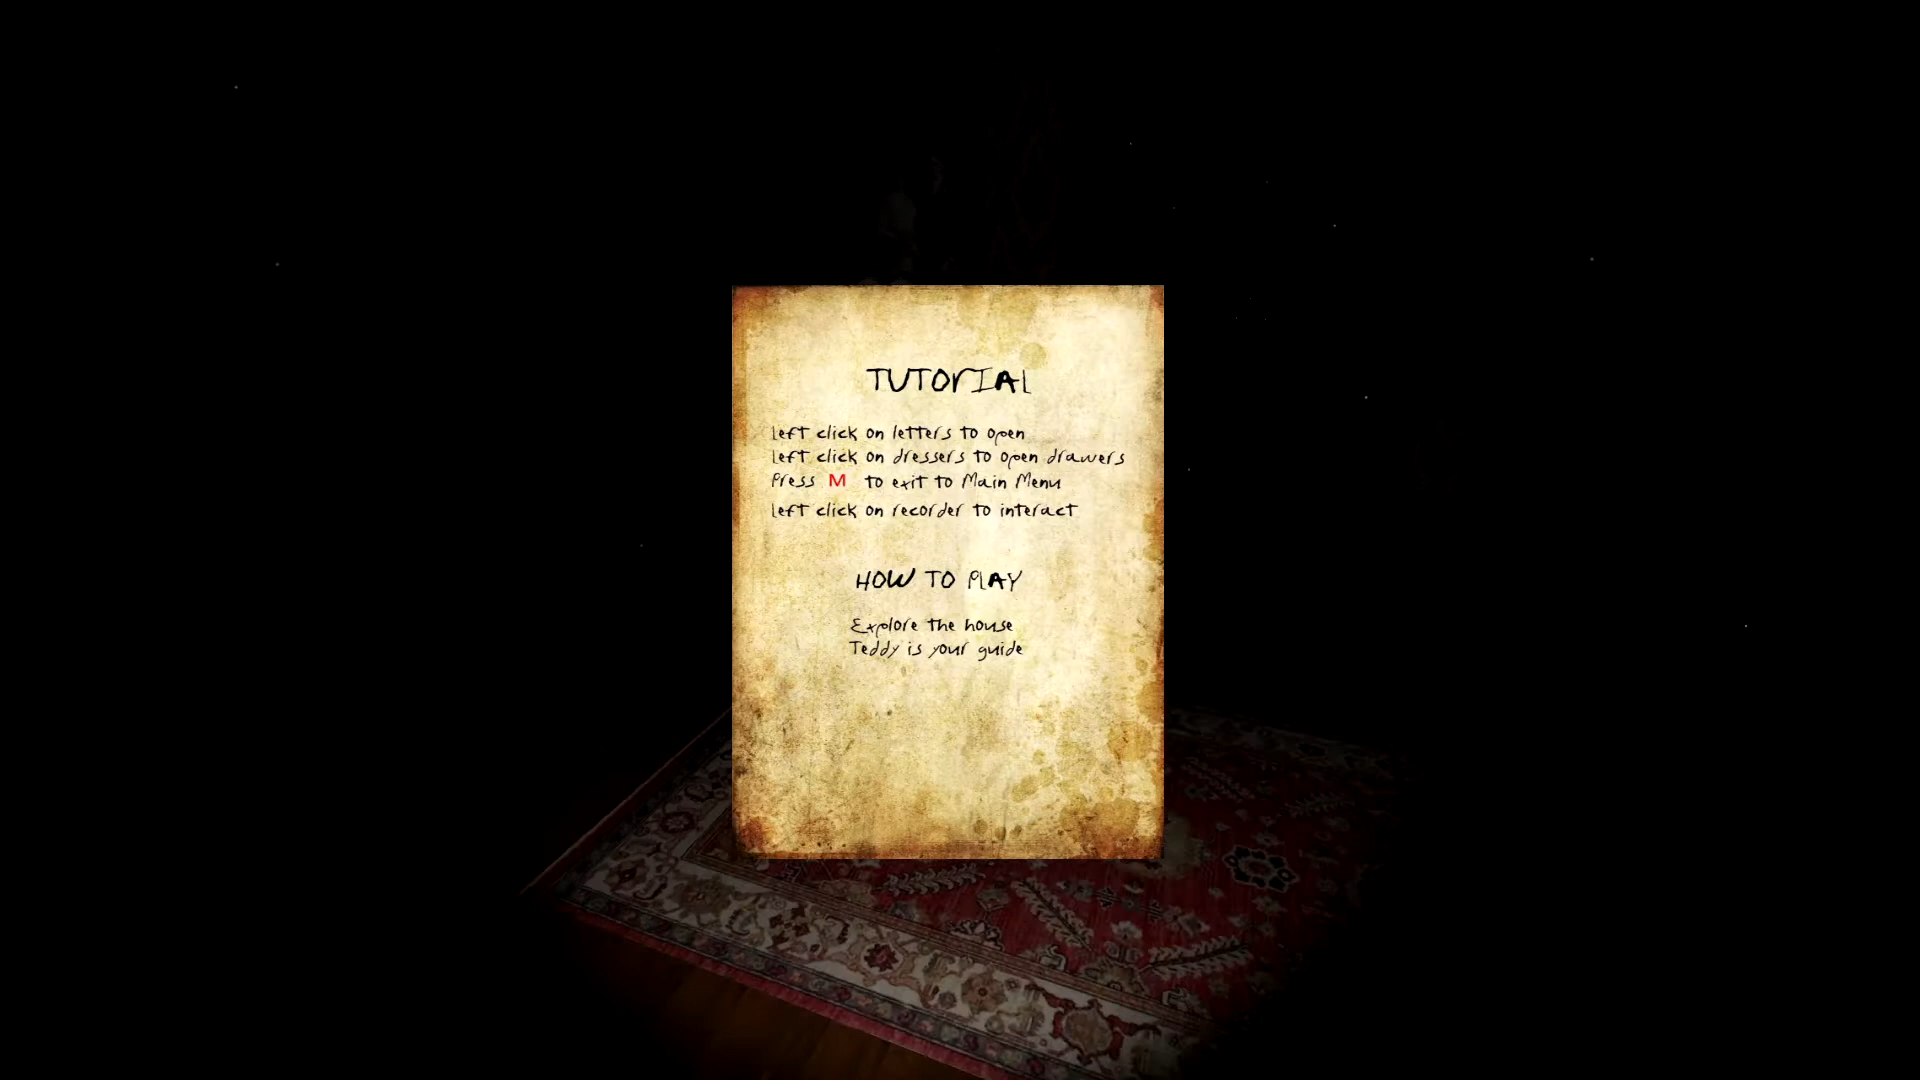 TUTOrIAL
Left click on letters to open
Left click on dressers to open drawers
Press M to exit to Main Menu
Left click on recorder to interact
HOW TO PLAY
Explore the house
Teddy is your guide